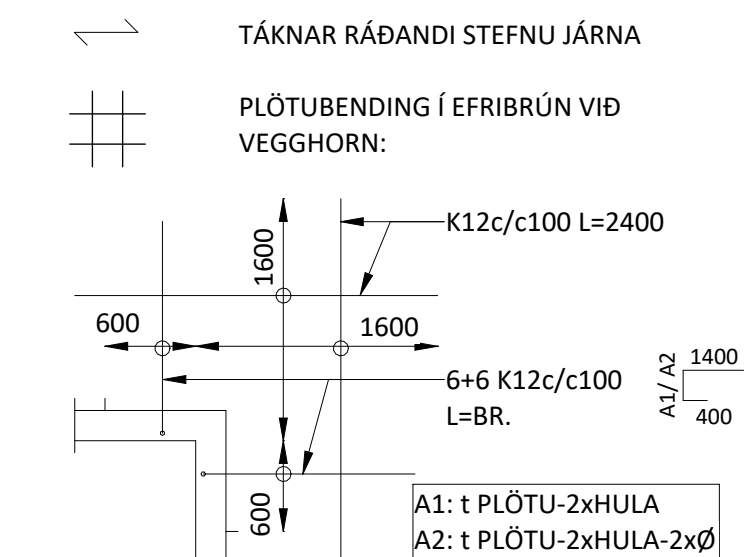 TÁKNAR RÁÐANDI STEFNU JÁRNA
PLÖTUBENDING Í EFRIBRÚN VIÐ
VEGGHORN:
K12c/c100 L=2400
1600
600
1600
6+6 K12c/c100
L=BR.
A1/ A2
1400
400
600
A1: t PLÖTU-2xHULA
A2: t PLÖTU-2xHULA-2xØ